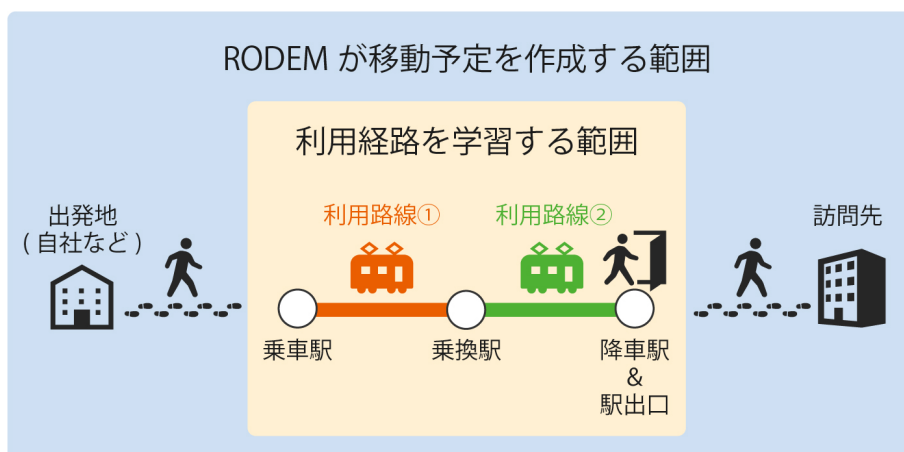 RODEM が移動予定を作成する範囲
利用経路を学習する範囲
出発地
( 自社など )
利用路線①
利用路線②
訪問先
乗車駅
乗換駅
降車駅
&
駅出口